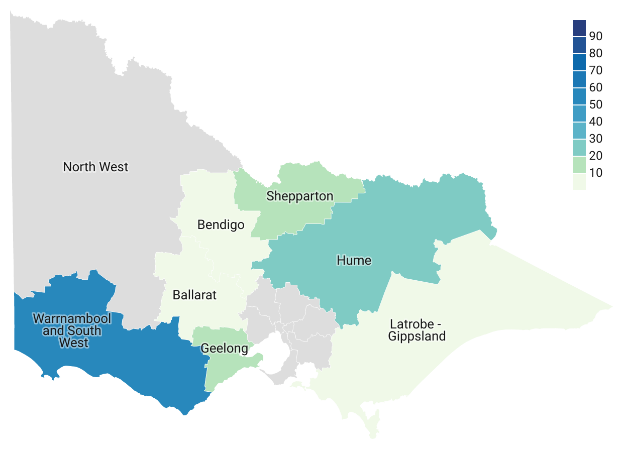 90
80
70
60
50
40
30
20
10
North West
Shepparton
Bendigo
Hume
Ballarat
Warrnambool
and South
West
Latrobe -
Gippsland
Geelong